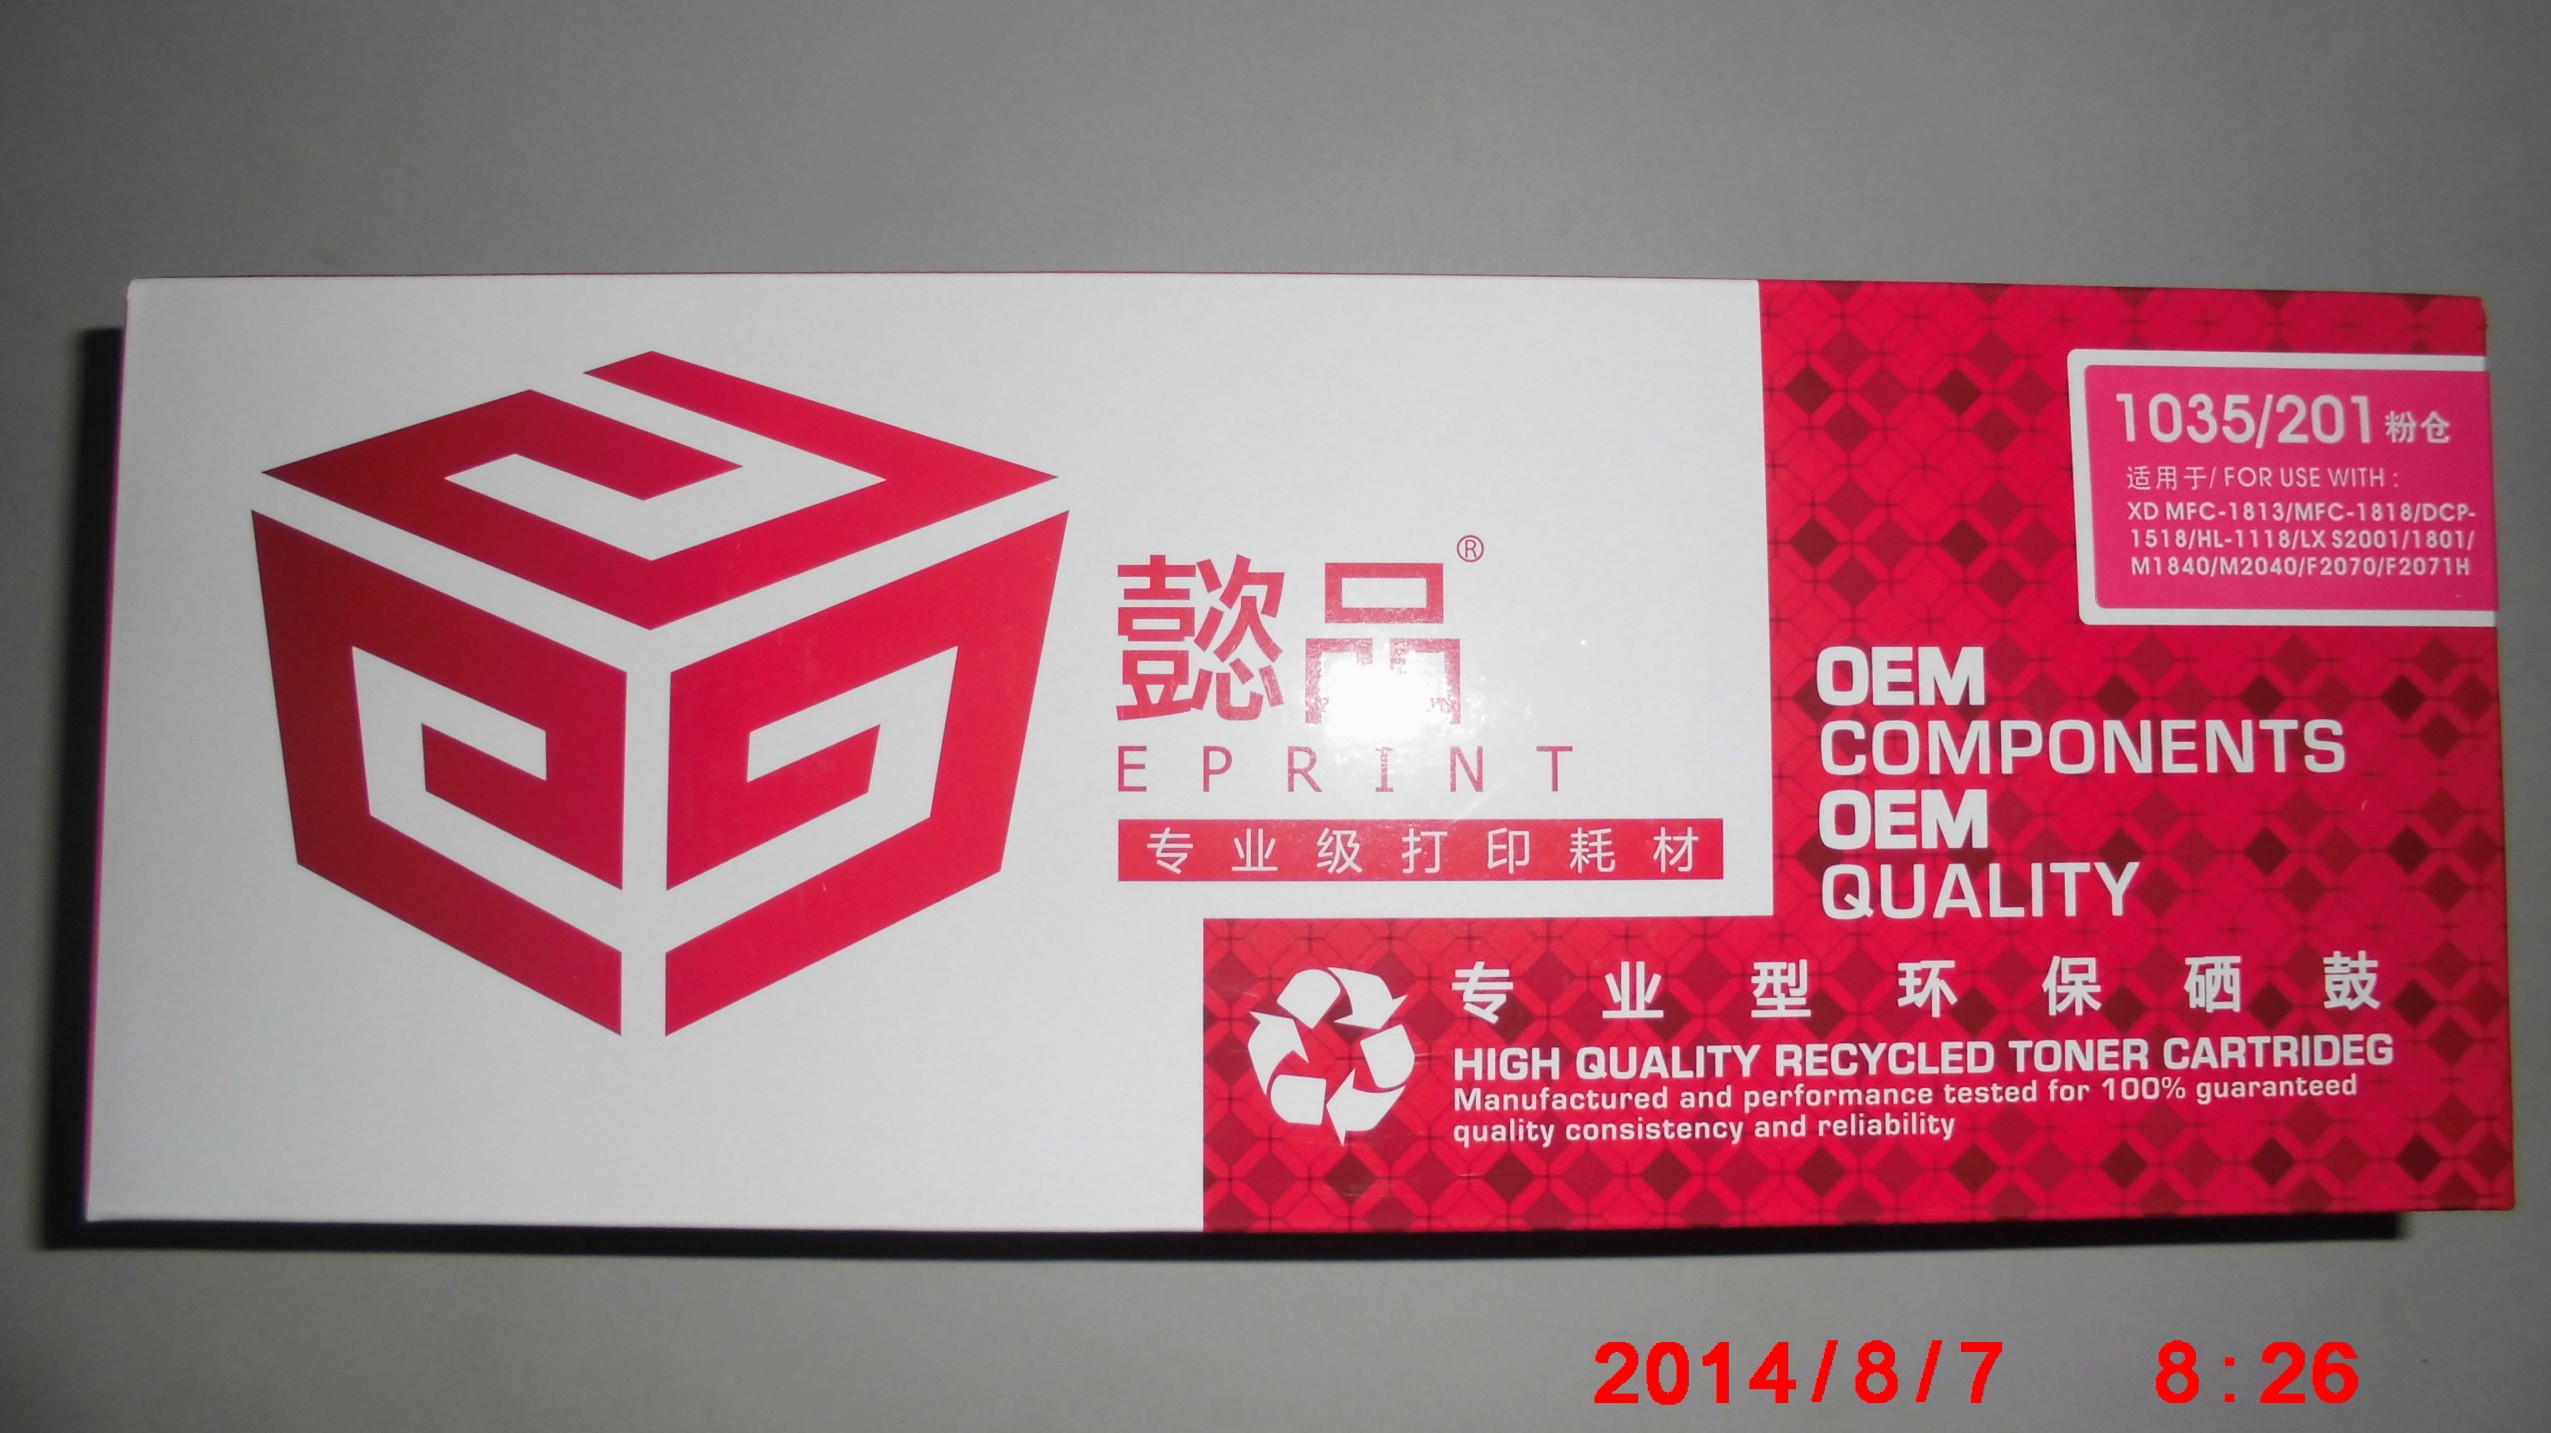 懿品®
EPRINT
专业级打印耗材
1035/201粉仓
适用于/FOR USE WITH :
XD MFC-1813/MFC-1818/DCP-
1518/HL-1118/LX S2001/1801/
M1840/M2040/F2070/F2071H
OEM
COMPONENTS
OEM
QUALITY
专业型环保硒鼓
HIGH QUALITY RECYCLED TONER CARTRIDEG
Manufactured and performance tested for 100% guaranteed
quality consistency and reliability
2014/8/7 8:26